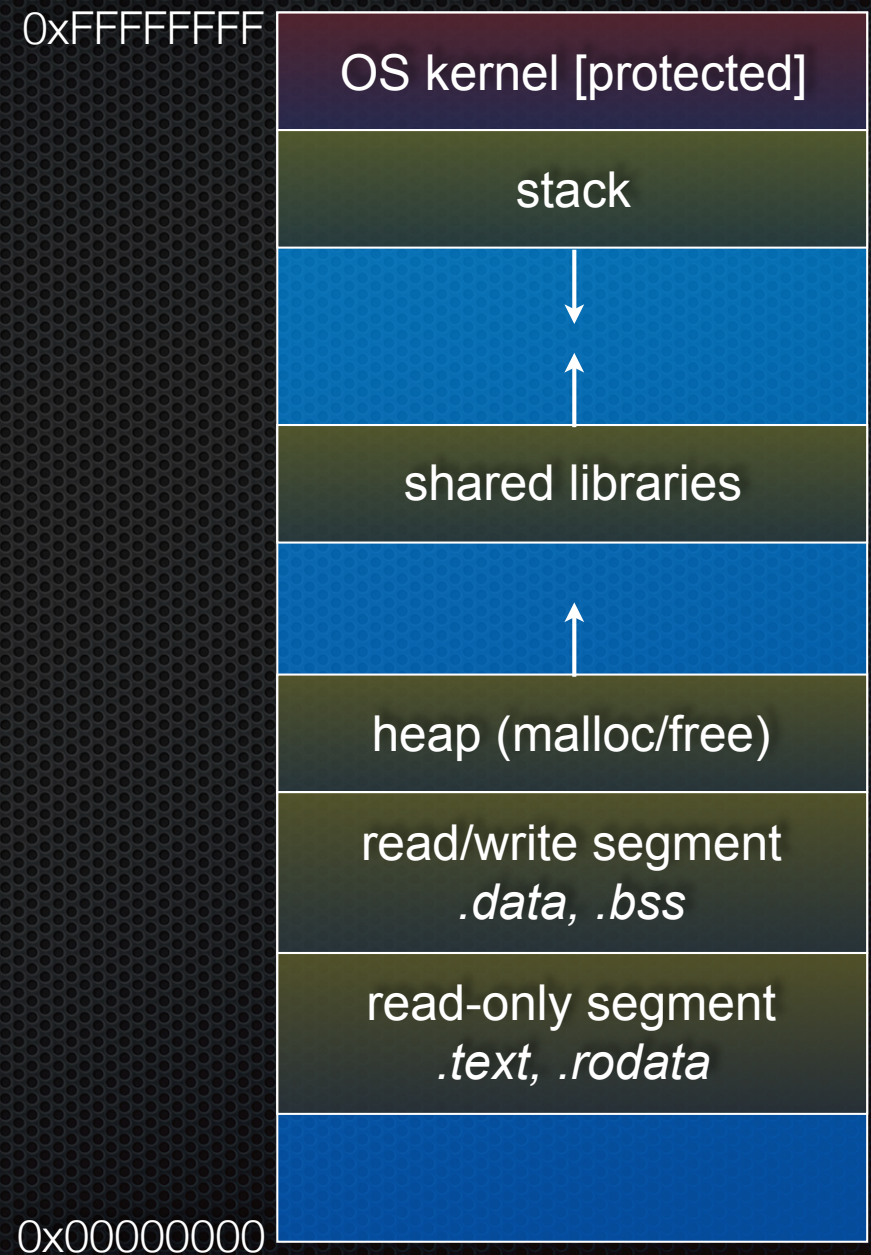 0xFFFFFFFF
OS kernel [protected]
stack
shared libraries
heap (malloc/free)
read/write segment
.data, .bss
read-only segment
.text, .rodata
0x00000000